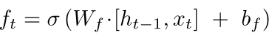 f_t = σ (W_f · [h_{t−1}, x_t] + b_f)